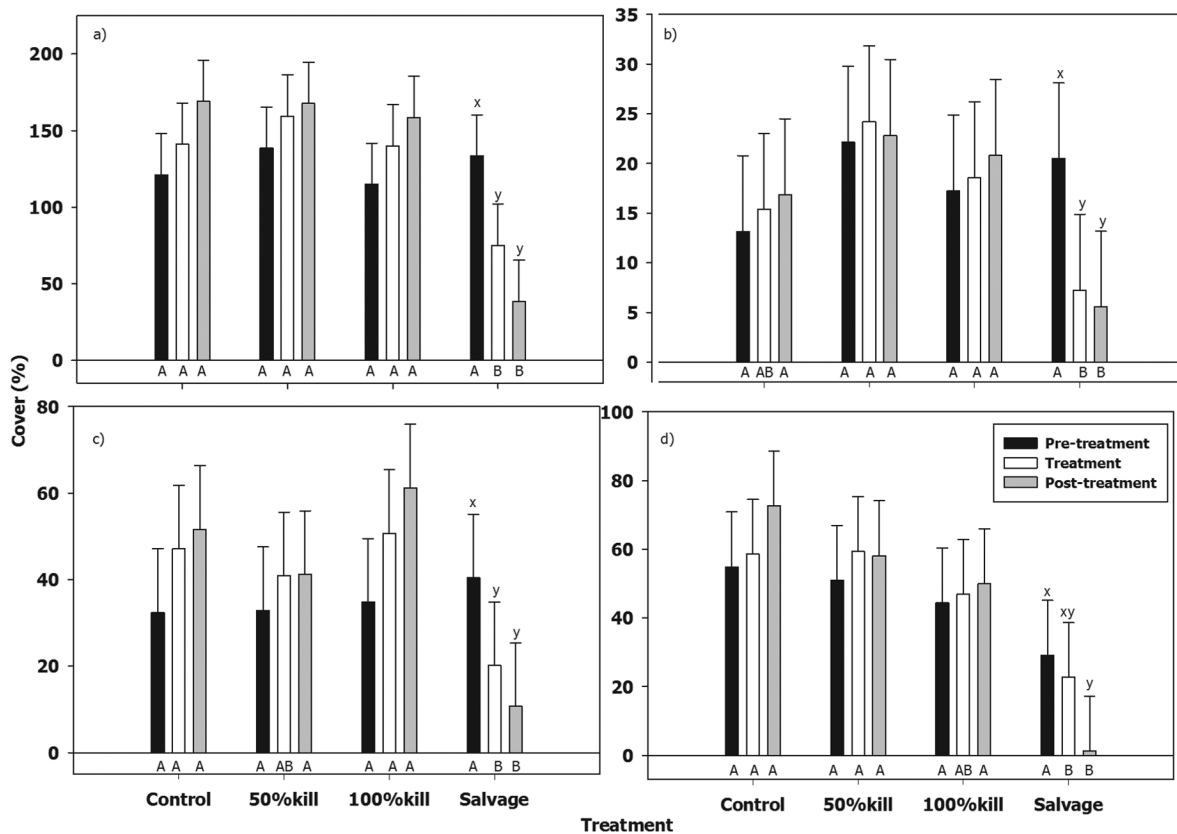 a)
200
150
100
50
0
x
y
y
A A A A A A A A A A B B
b)
35
30
25
20
15
10
5
0
x
y
y
A AB A A A A A A A A B B
Cover (%)
c)
80
60
40
20
0
x
y
y
A A A A AB A A A A A B B
Control 50%kill 100%kill Salvage
d)
100
80
60
40
20
0
Pre-treatment
Treatment
Post-treatment
x
xy
y
A A A A A A A AB A A B B
Control 50%kill 100%kill Salvage
Treatment